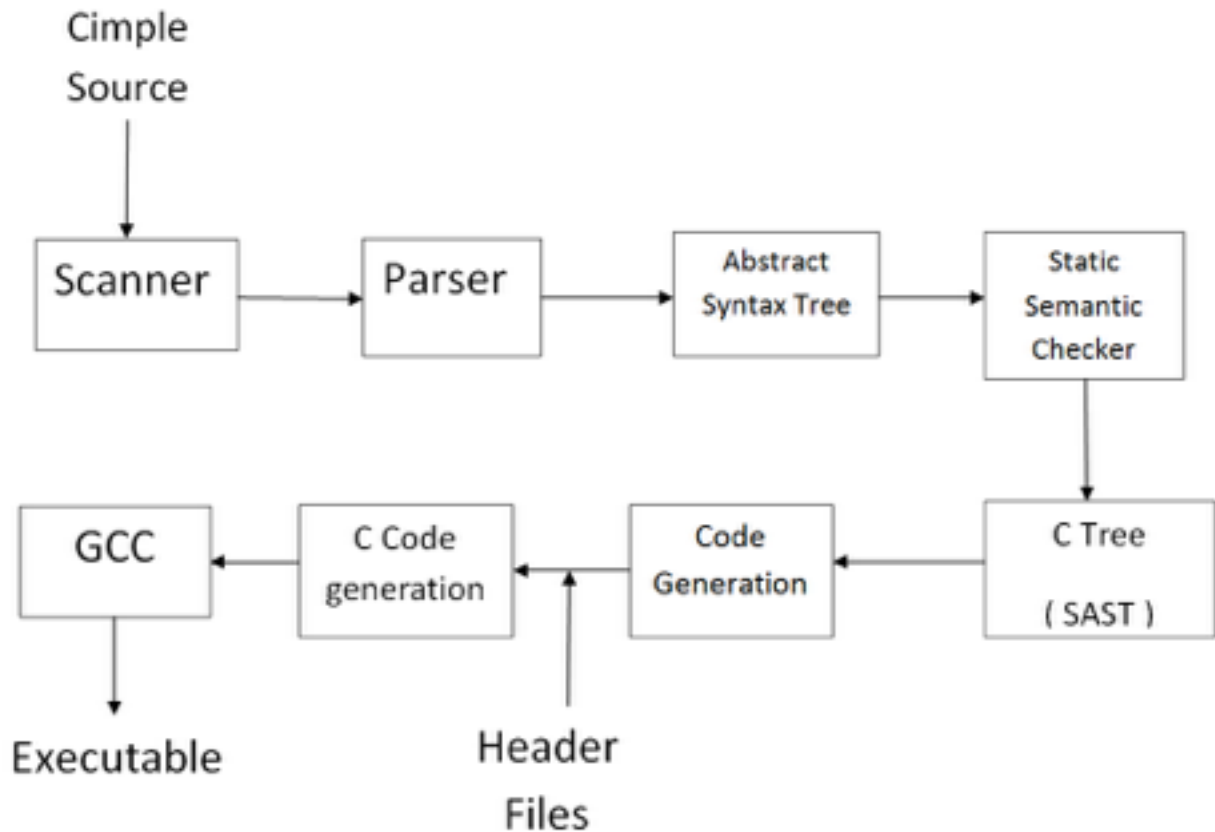 Cimple
Source
Scanner
Parser
Abstract
Syntax Tree
Static
Semantic
Checker
GCC
C Code
generation
Code
Generation
C Tree
( SAST )
Executable
Header
Files